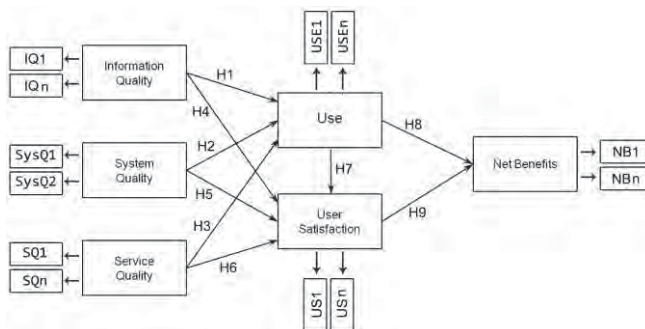 IQ1
IQn
Information
Quality
SysQ1
SysQ2
System
Quality
SQ1
SQn
Service
Quality
H1
H4
H2
H5
H3
H6
USE1
USEn
Use
H7
User
Satisfaction
US1
USn
H8
H9
Net Benefits
NB1
NBn